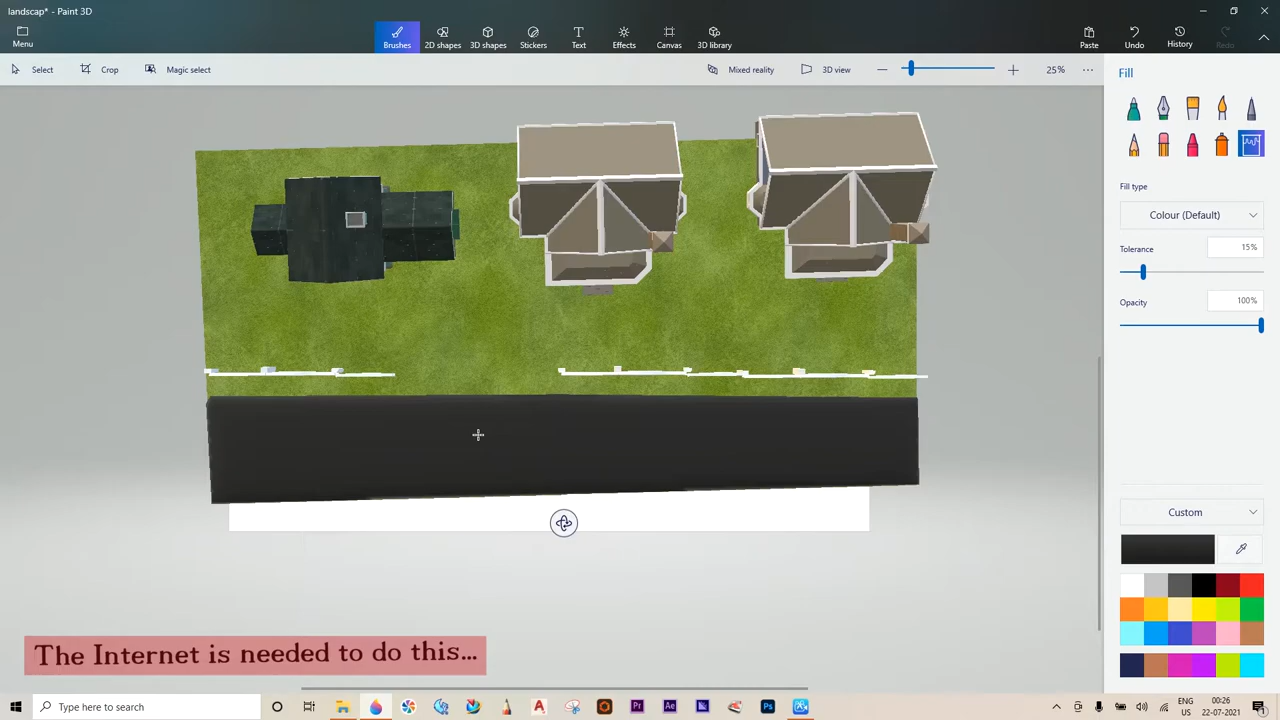 landscap* - Paint 3D
Menu
Brushes
2D shapes
3D shapes
Stickers
Text
Effects
Canvas
3D library
Paste
Undo
History
Redo
Select
Crop
Magic select
Mixed reality
3D view
25%
Fill
Fill type
Colour (Default)
Tolerance
15%
Opacity
100%
Custom
The Internet is needed to do this...
Type here to search
ENG
US
00:26
22-07-2021